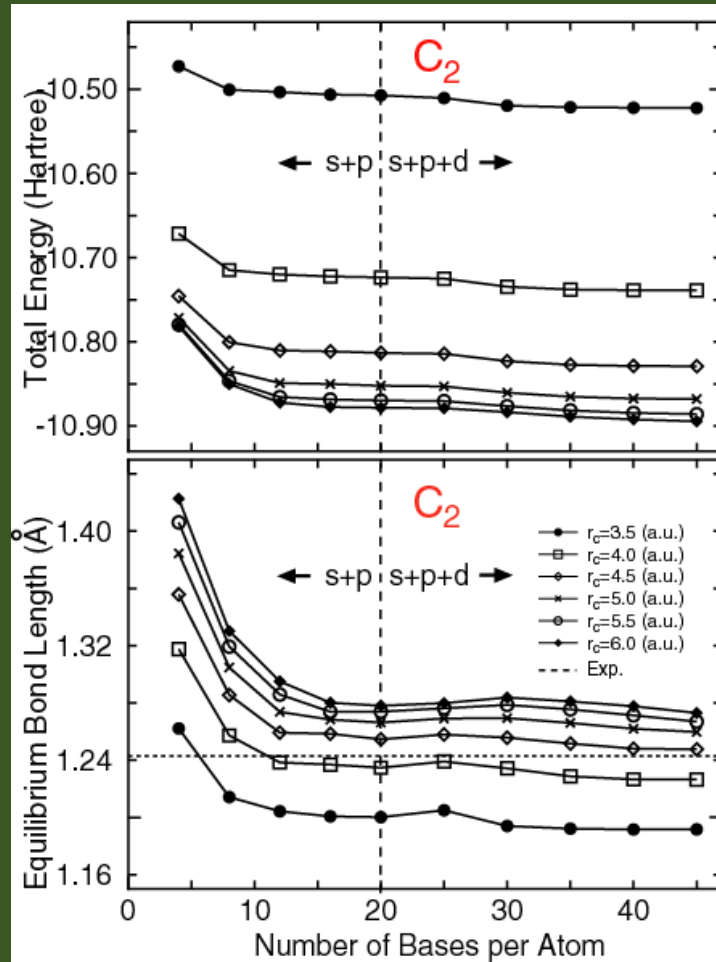 C2
-10.50
-10.60
-10.70
-10.80
-10.90
Total Energy (Hartree)
s+p s+p+d
C2
1.40
1.32
1.24
1.16
Equilibrium Bond Length (Å)
s+p s+p+d
rc=3.5 (a.u.)
rc=4.0 (a.u.)
rc=4.5 (a.u.)
rc=5.0 (a.u.)
rc=5.5 (a.u.)
rc=6.0 (a.u.)
Exp.
0 10 20 30 40
Number of Bases per Atom